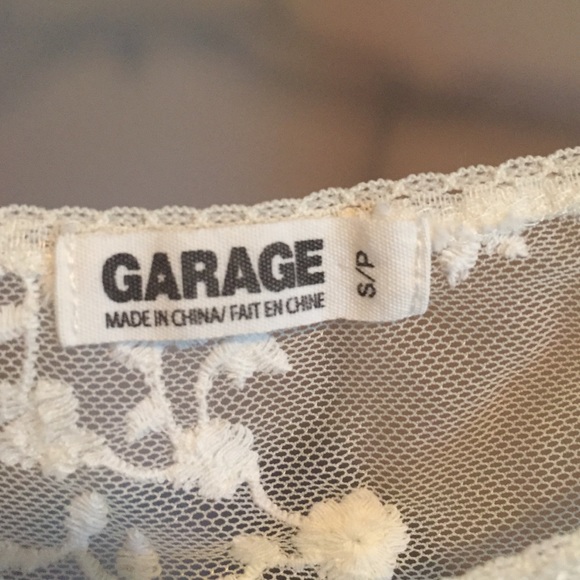 GARAGE
MADE IN CHINA/ FAIT EN CHINE
S/P